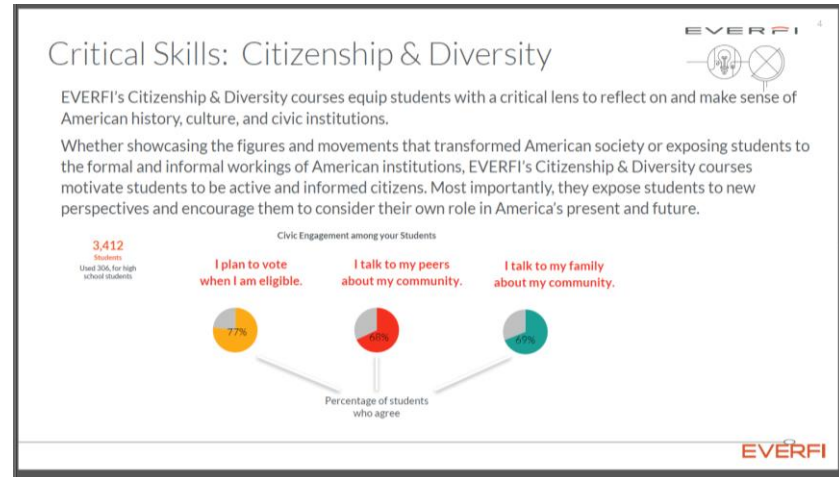 EVERFI
4
Critical Skills: Citizenship & Diversity
EVERFI's Citizenship & Diversity courses equip students with a critical lens to reflect on and make sense of
American history, culture, and civic institutions.
Whether showcasing the figures and movements that transformed American society or exposing students to
the formal and informal workings of American institutions, EVERFI's Citizenship & Diversity courses
motivate students to be active and informed citizens. Most importantly, they expose students to new
perspectives and encourage them to consider their own role in America's present and future.
3,412
Students
Used 306, for high
school students
Civic Engagement among your Students
I plan to vote
when I am eligible.
I talk to my peers
about my community.
I talk to my family
about my community.
77%
68%
69%
Percentage of students
who agree
EVERFI